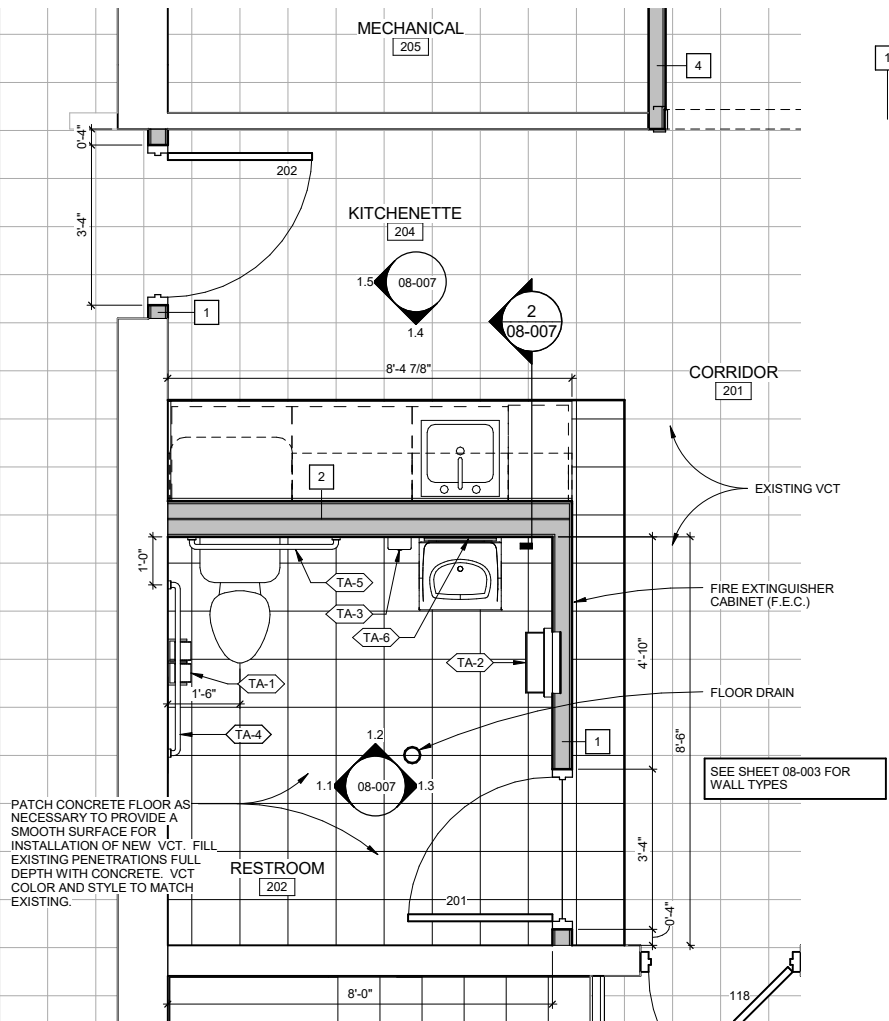 MECHANICAL
205
4
1
0'-4"
202
3'-4"
KITCHENETTE
204
1.5
08-007
1.4
1
2
08-007
8'-4 7/8"
CORRIDOR
201
2
EXISTING VCT
1'-0"
TA-5
TA-3
TA-6
TA-2
FIRE EXTINGUISHER
CABINET (F.E.C.)
4'-10"
TA-1
1'-6"
FLOOR DRAIN
TA-4
1.2
1
8'-6"
1.1
08-007
1.3
SEE SHEET 08-003 FOR
WALL TYPES
PATCH CONCRETE FLOOR AS
NECESSARY TO PROVIDE A
SMOOTH SURFACE FOR
INSTALLATION OF NEW VCT. FILL
EXISTING PENETRATIONS FULL
DEPTH WITH CONCRETE. VCT
COLOR AND STYLE TO MATCH
EXISTING.
3'-4"
RESTROOM
202
201
0'-4"
8'-0"
118